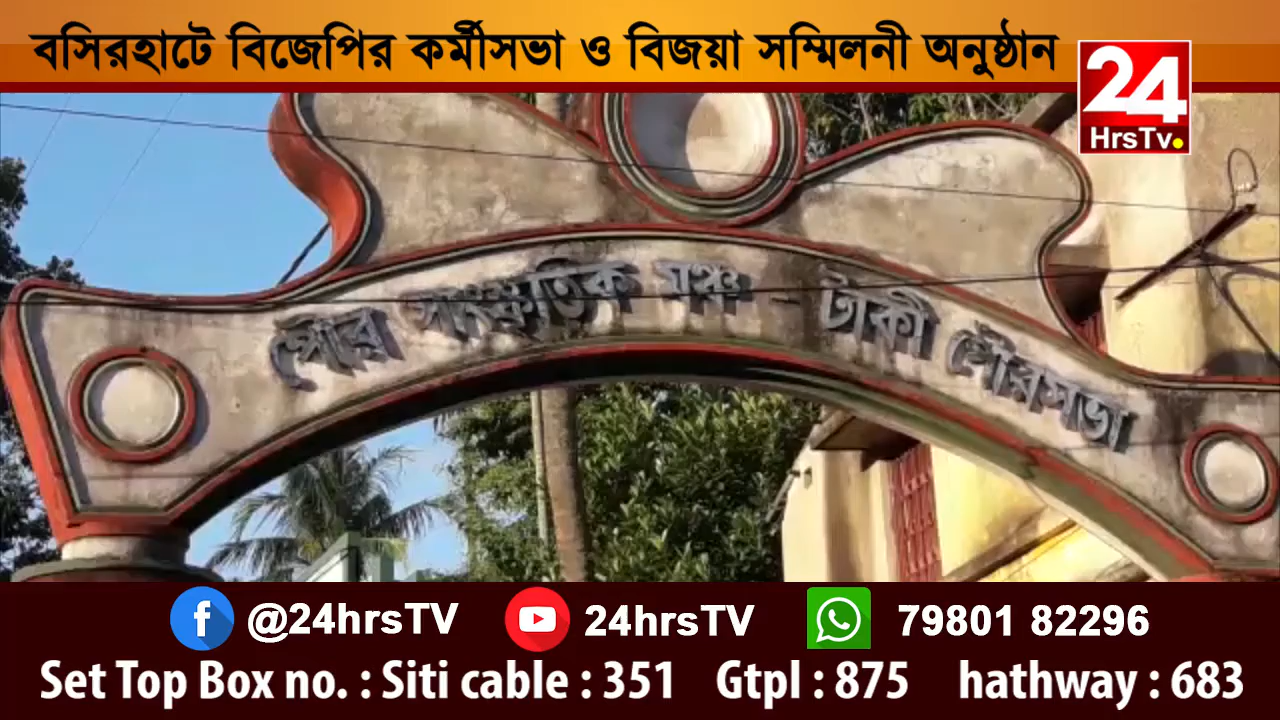 বসিরহাটে বিজেপির কর্মীসভা ও বিজয়া সম্মিলনী অনুষ্ঠান
24
HrsTv.
পৌর সাংস্কৃতিক মঞ্চ - টাকী পৌরসভা
@24hrsTV 24hrsTV 79801 82296
Set Top Box no. : Siti cable : 351 Gtpl : 875 hathway : 683